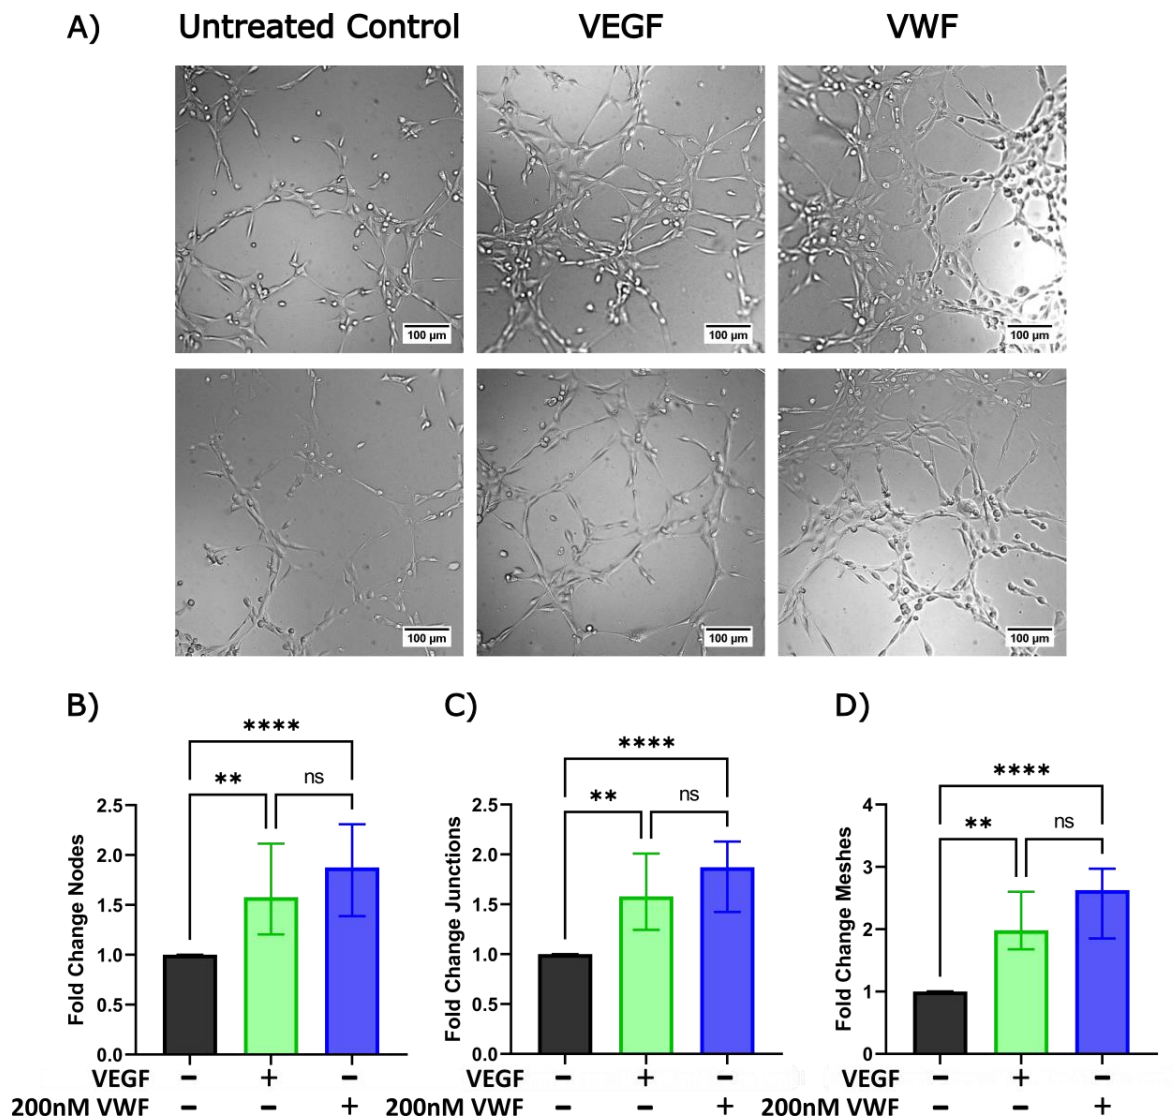 A) Untreated Control VEGF VWF
100 µm 100 µm 100 µm
100 µm 100 µm 100 µm
B)
**** 
** ns
Fold Change Nodes
2.5
2.0
1.5
1.0
0.5
0.0
VEGF − + −
200nM VWF − − +
C)
****
** ns
Fold Change Junctions
2.5
2.0
1.5
1.0
0.5
0.0
VEGF − + −
200nM VWF − − +
D)
****
** ns
Fold Change Meshes
4
3
2
1
0
VEGF − + −
200nM VWF − − +